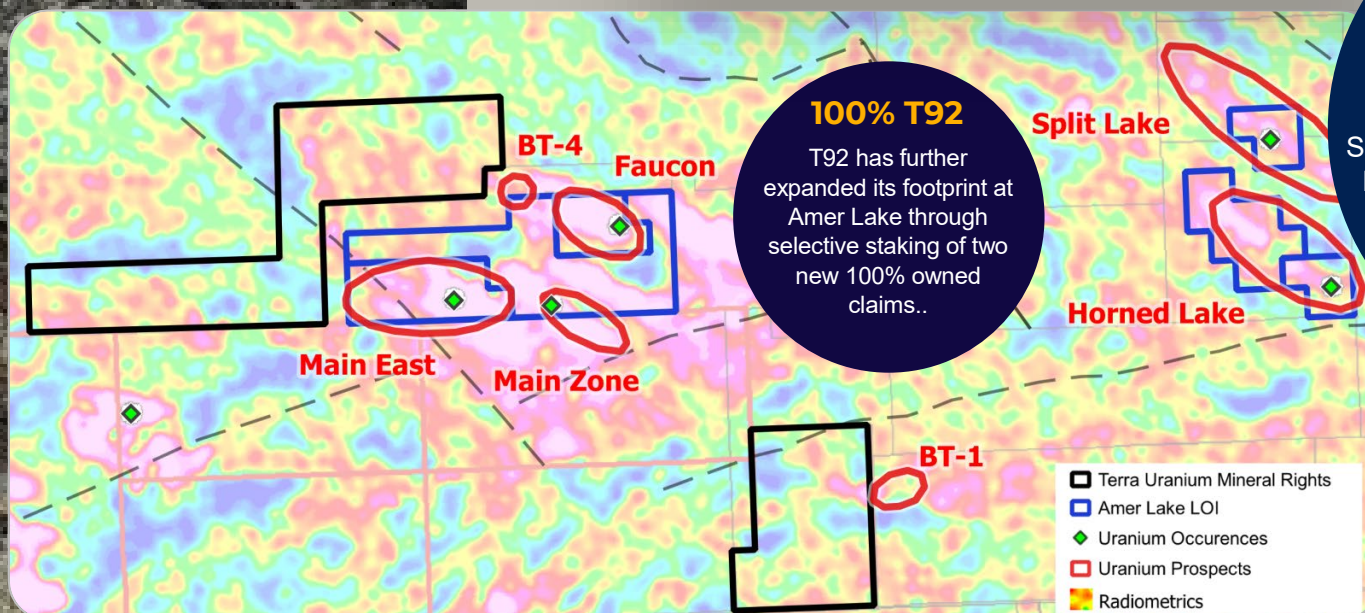 BT-4
Faucon
Main East
Main Zone
100% T92
T92 has further
expanded its footprint at
Amer Lake through
selective staking of two
new 100% owned
claims..
Split Lake
Horned Lake
BT-1
Terra Uranium Mineral Rights
Amer Lake LOI
Uranium Occurences
Uranium Prospects
Radiometrics